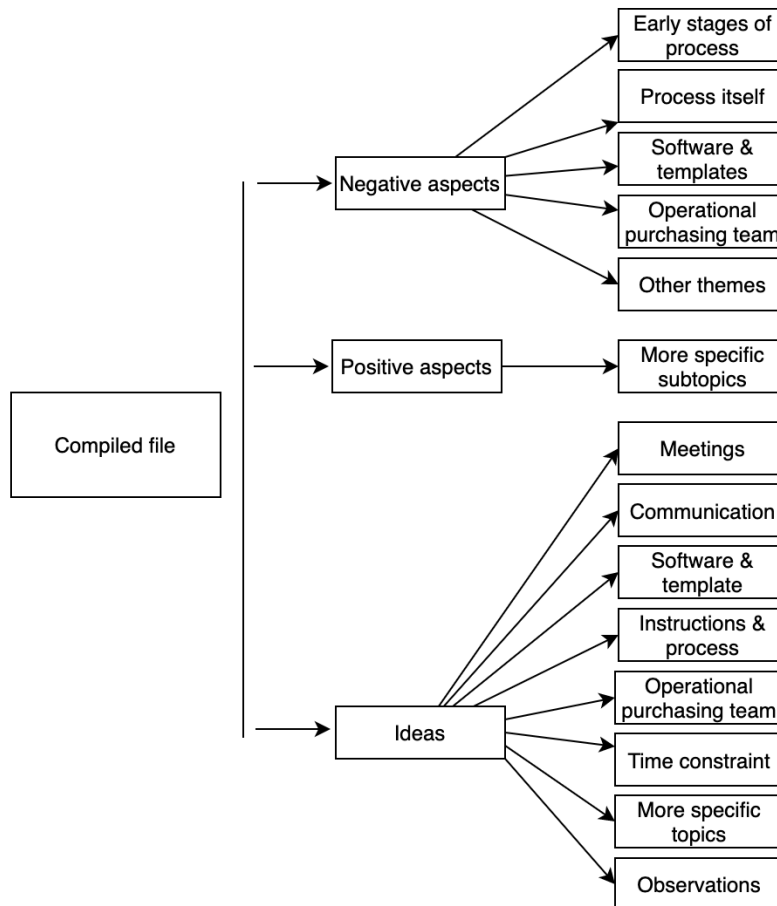 Early stages of
process
Process itself
Software &
templates
Negative aspects
Operational
purchasing team
Other themes
Positive aspects
More specific
subtopics
Compiled file
Meetings
Communication
Software &
template
Instructions &
process
Operational
purchasing team
Ideas
Time constraint
More specific
topics
Observations